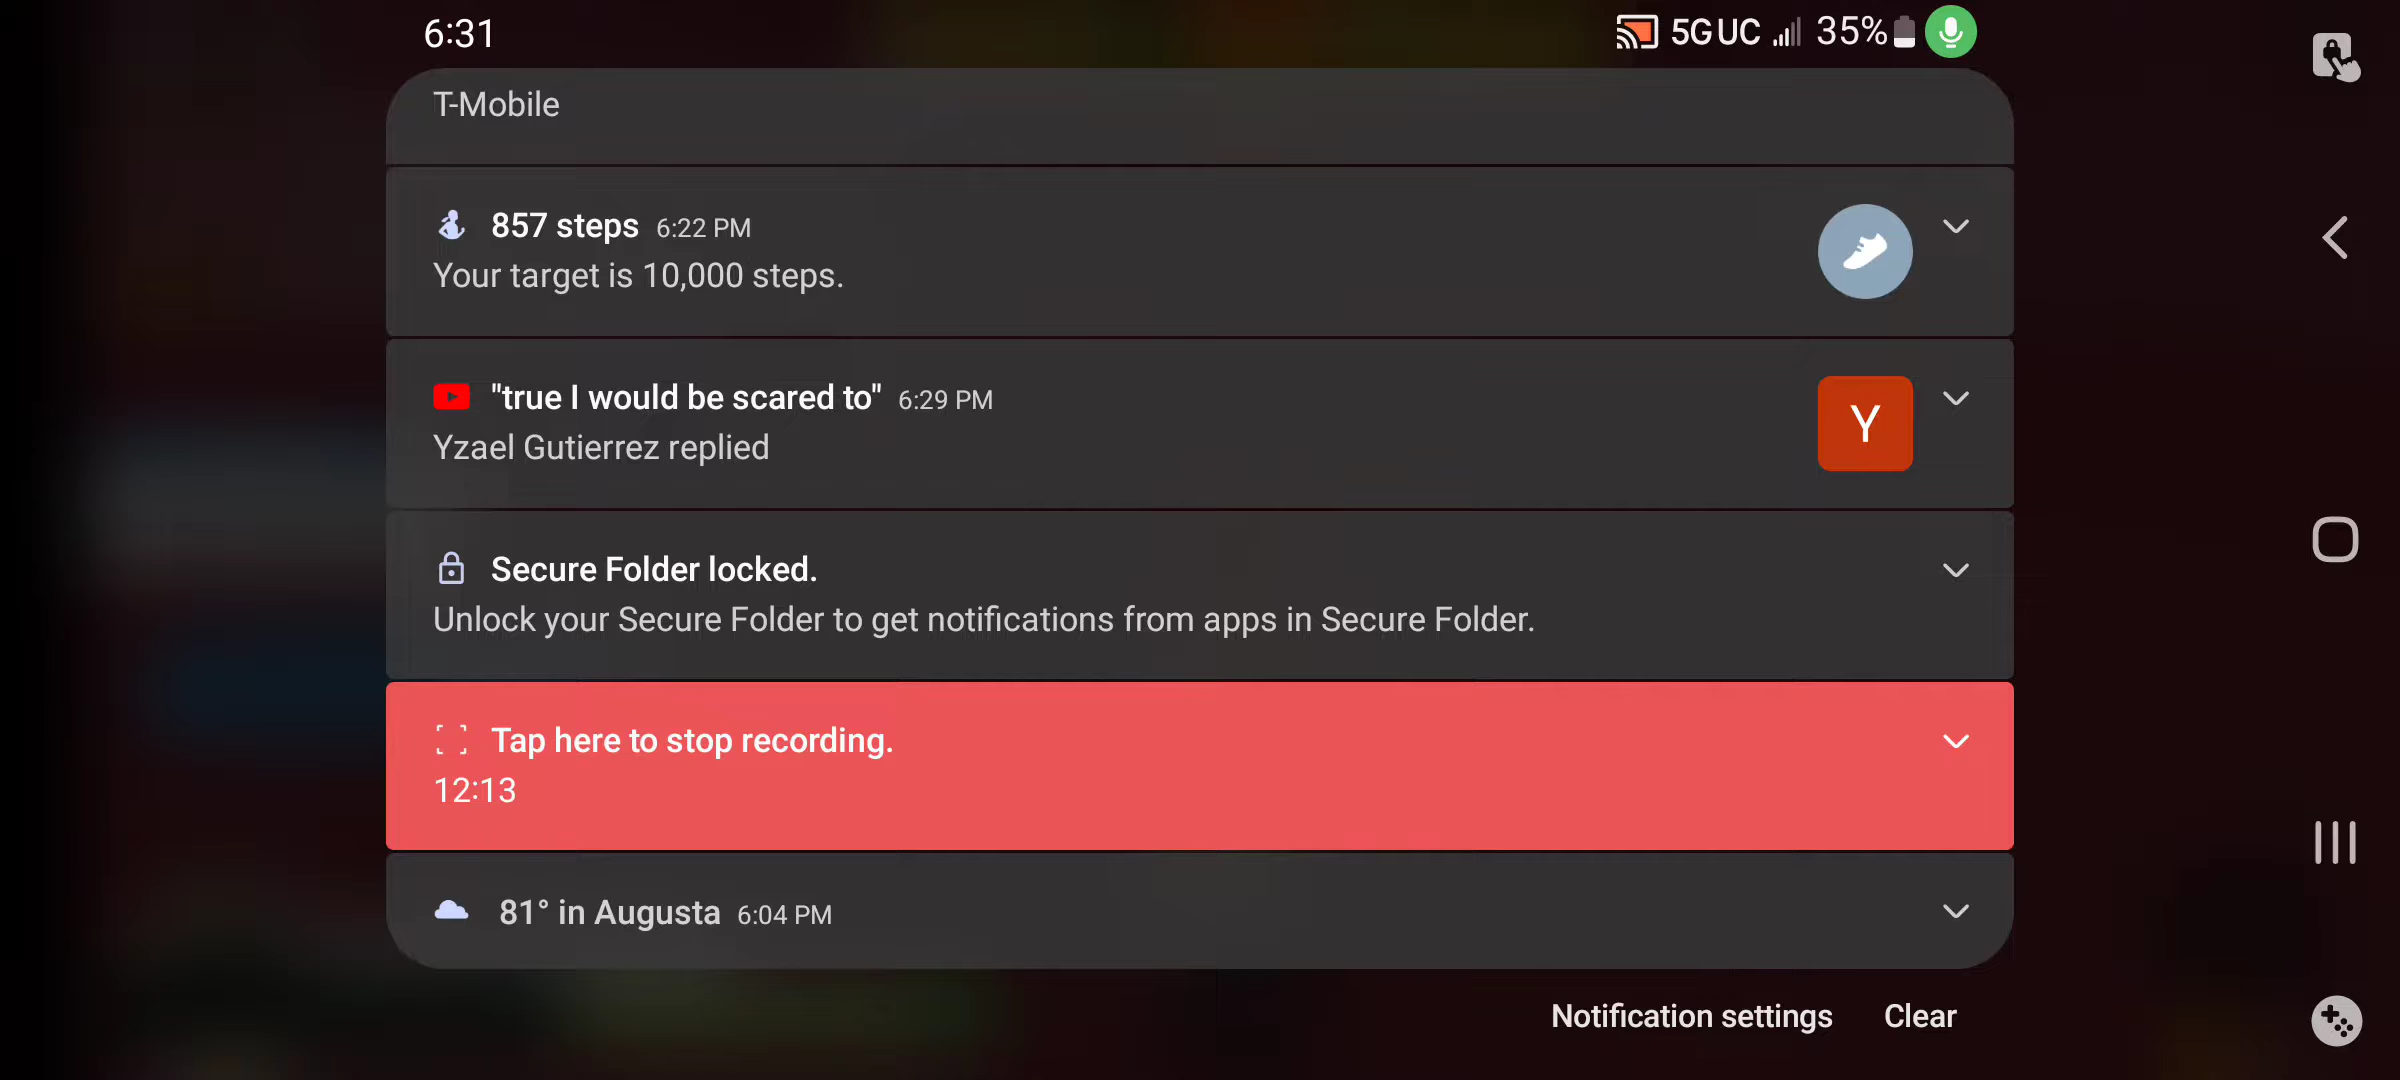 6:31
5G UC 35%
T-Mobile
857 steps 6:22 PM
Your target is 10,000 steps.
"true I would be scared to" 6:29 PM
Yzael Gutierrez replied
Y
Secure Folder locked.
Unlock your Secure Folder to get notifications from apps in Secure Folder.
Tap here to stop recording.
12:13
81° in Augusta 6:04 PM
Notification settings Clear